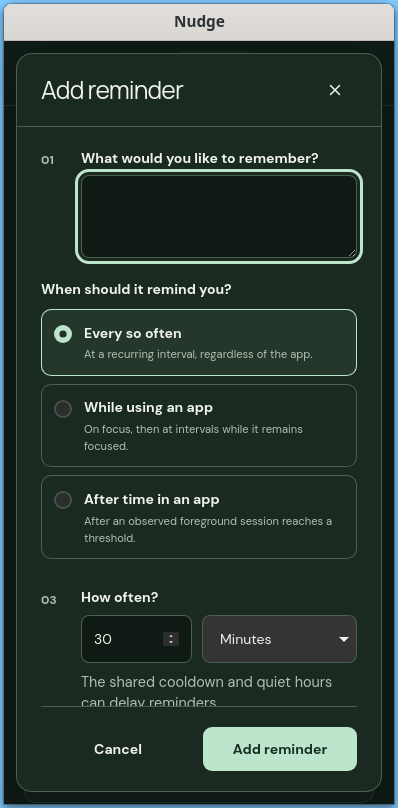 Nudge
Add reminder
01
What would you like to remember?
When should it remind you?
Every so often
At a recurring interval, regardless of the app.
While using an app
On focus, then at intervals while it remains
focused.
After time in an app
After an observed foreground session reaches a
threshold.
03
How often?
30
Minutes
The shared cooldown and quiet hours
can delay reminders
Cancel
Add reminder